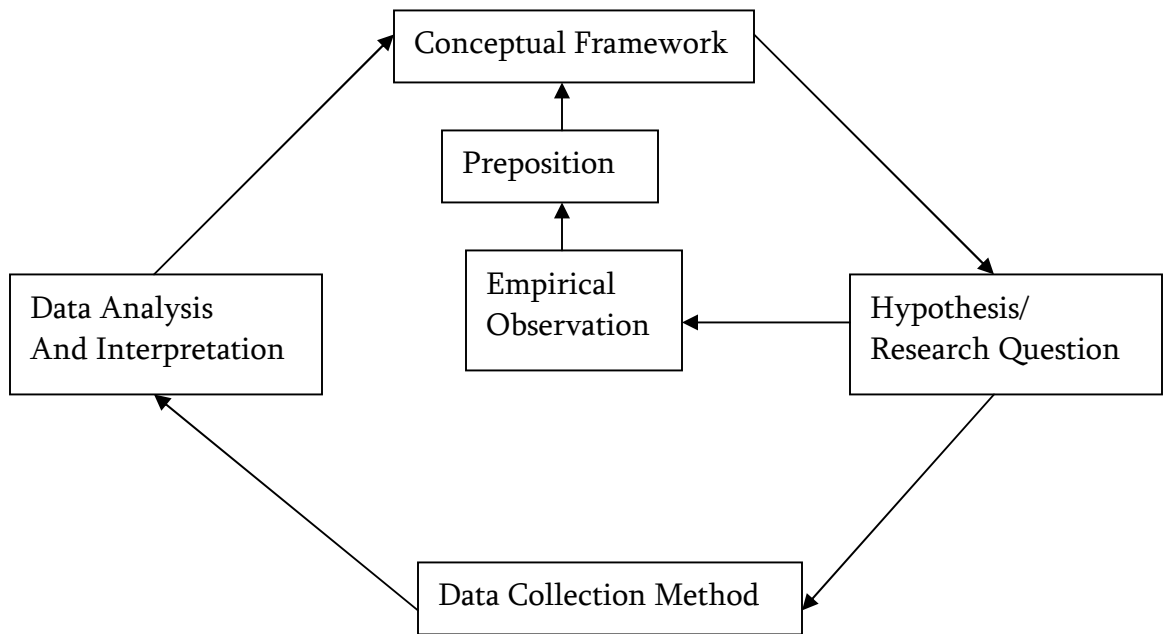 Conceptual Framework
Preposition
Empirical
Observation
Data Analysis
And Interpretation
Hypothesis/
Research Question
Data Collection Method